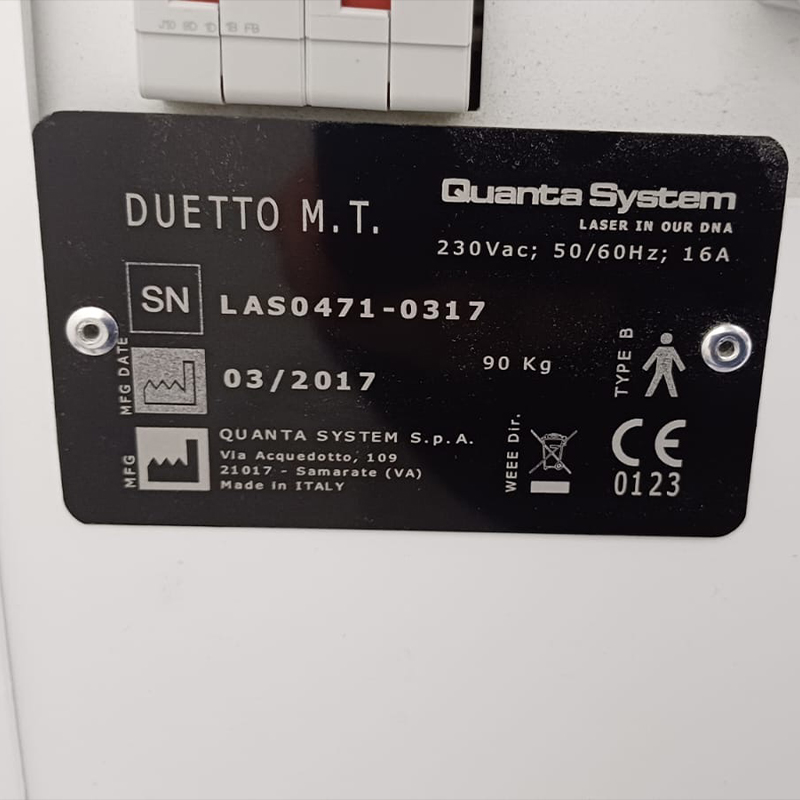 DUETTO M.T.
Quanta System
LASER IN OUR DNA
230Vac; 50/60Hz; 16A
SN LAS0471-0317
MFG DATE 03/2017
90 Kg
TYPE B
MFG
QUANTA SYSTEM S.p.A.
Via Acquedotto, 109
21017 - Samarate (VA)
Made in ITALY
WEEE Dir.
CE
0123